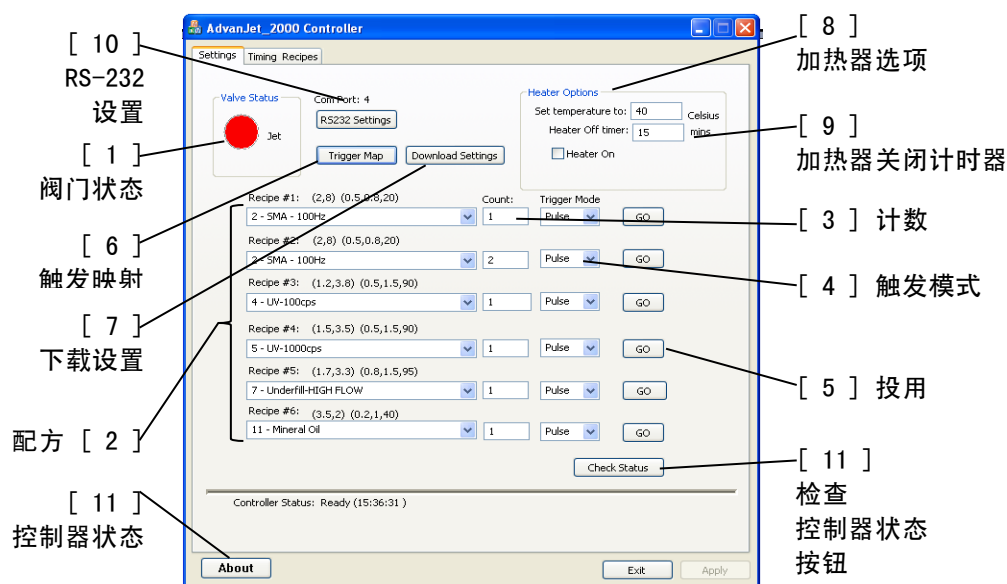 [ 10 ]
RS-232
设置
[ 1 ]
阀门状态
[ 6 ]
触发映射
[ 7 ]
下载设置
配方 [ 2 ]
[ 11 ]
控制器状态
AdvanJet_2000 Controller
Settings
Timing Recipes
Valve Status
Jet
Com Port: 4
RS232 Settings
Trigger Map
Download Settings
Heater Options
Set temperature to: 40 Celsius
Heater Off timer: 15 mins
Heater On
Recipe #1: (2,8) (0.5,0.8,20) Count: Trigger Mode
2 - SMA - 100Hz 1 Pulse GO
Recipe #2: (2,8) (0.5,0.8,20)
2 - SMA - 100Hz 2 Pulse GO
Recipe #3: (1.2,3.8) (0.5,1.5,90)
4 - UV-100cps 1 Pulse GO
Recipe #4: (1.5,3.5) (0.5,1.5,90)
5 - UV-1000cps 1 Pulse GO
Recipe #5: (1.7,3.3) (0.8,1.5,95)
7 - Underfill-HIGH FLOW 1 Pulse GO
Recipe #6: (3.5,2) (0.2,1,40)
11 - Mineral Oil 1 Pulse GO
Check Status
Controller Status: Ready (15:36:31 )
About
Exit
Apply
[ 8 ]
加热器选项
[ 9 ]
加热器关闭计时器
[ 3 ] 计数
[ 4 ] 触发模式
[ 5 ] 投用
[ 11 ]
检查
控制器状态
按钮